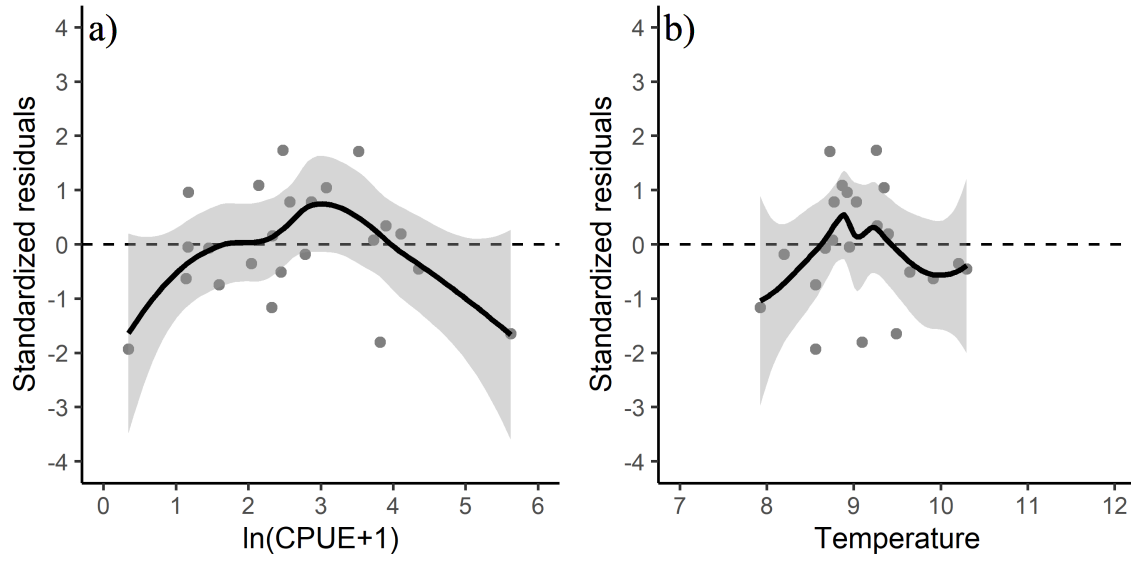 a)
Standardized residuals
4
3
2
1
0
-1
-2
-3
-4
0 1 2 3 4 5 6
ln(CPUE+1)
b)
Standardized residuals
4
3
2
1
0
-1
-2
-3
-4
7 8 9 10 11 12
Temperature